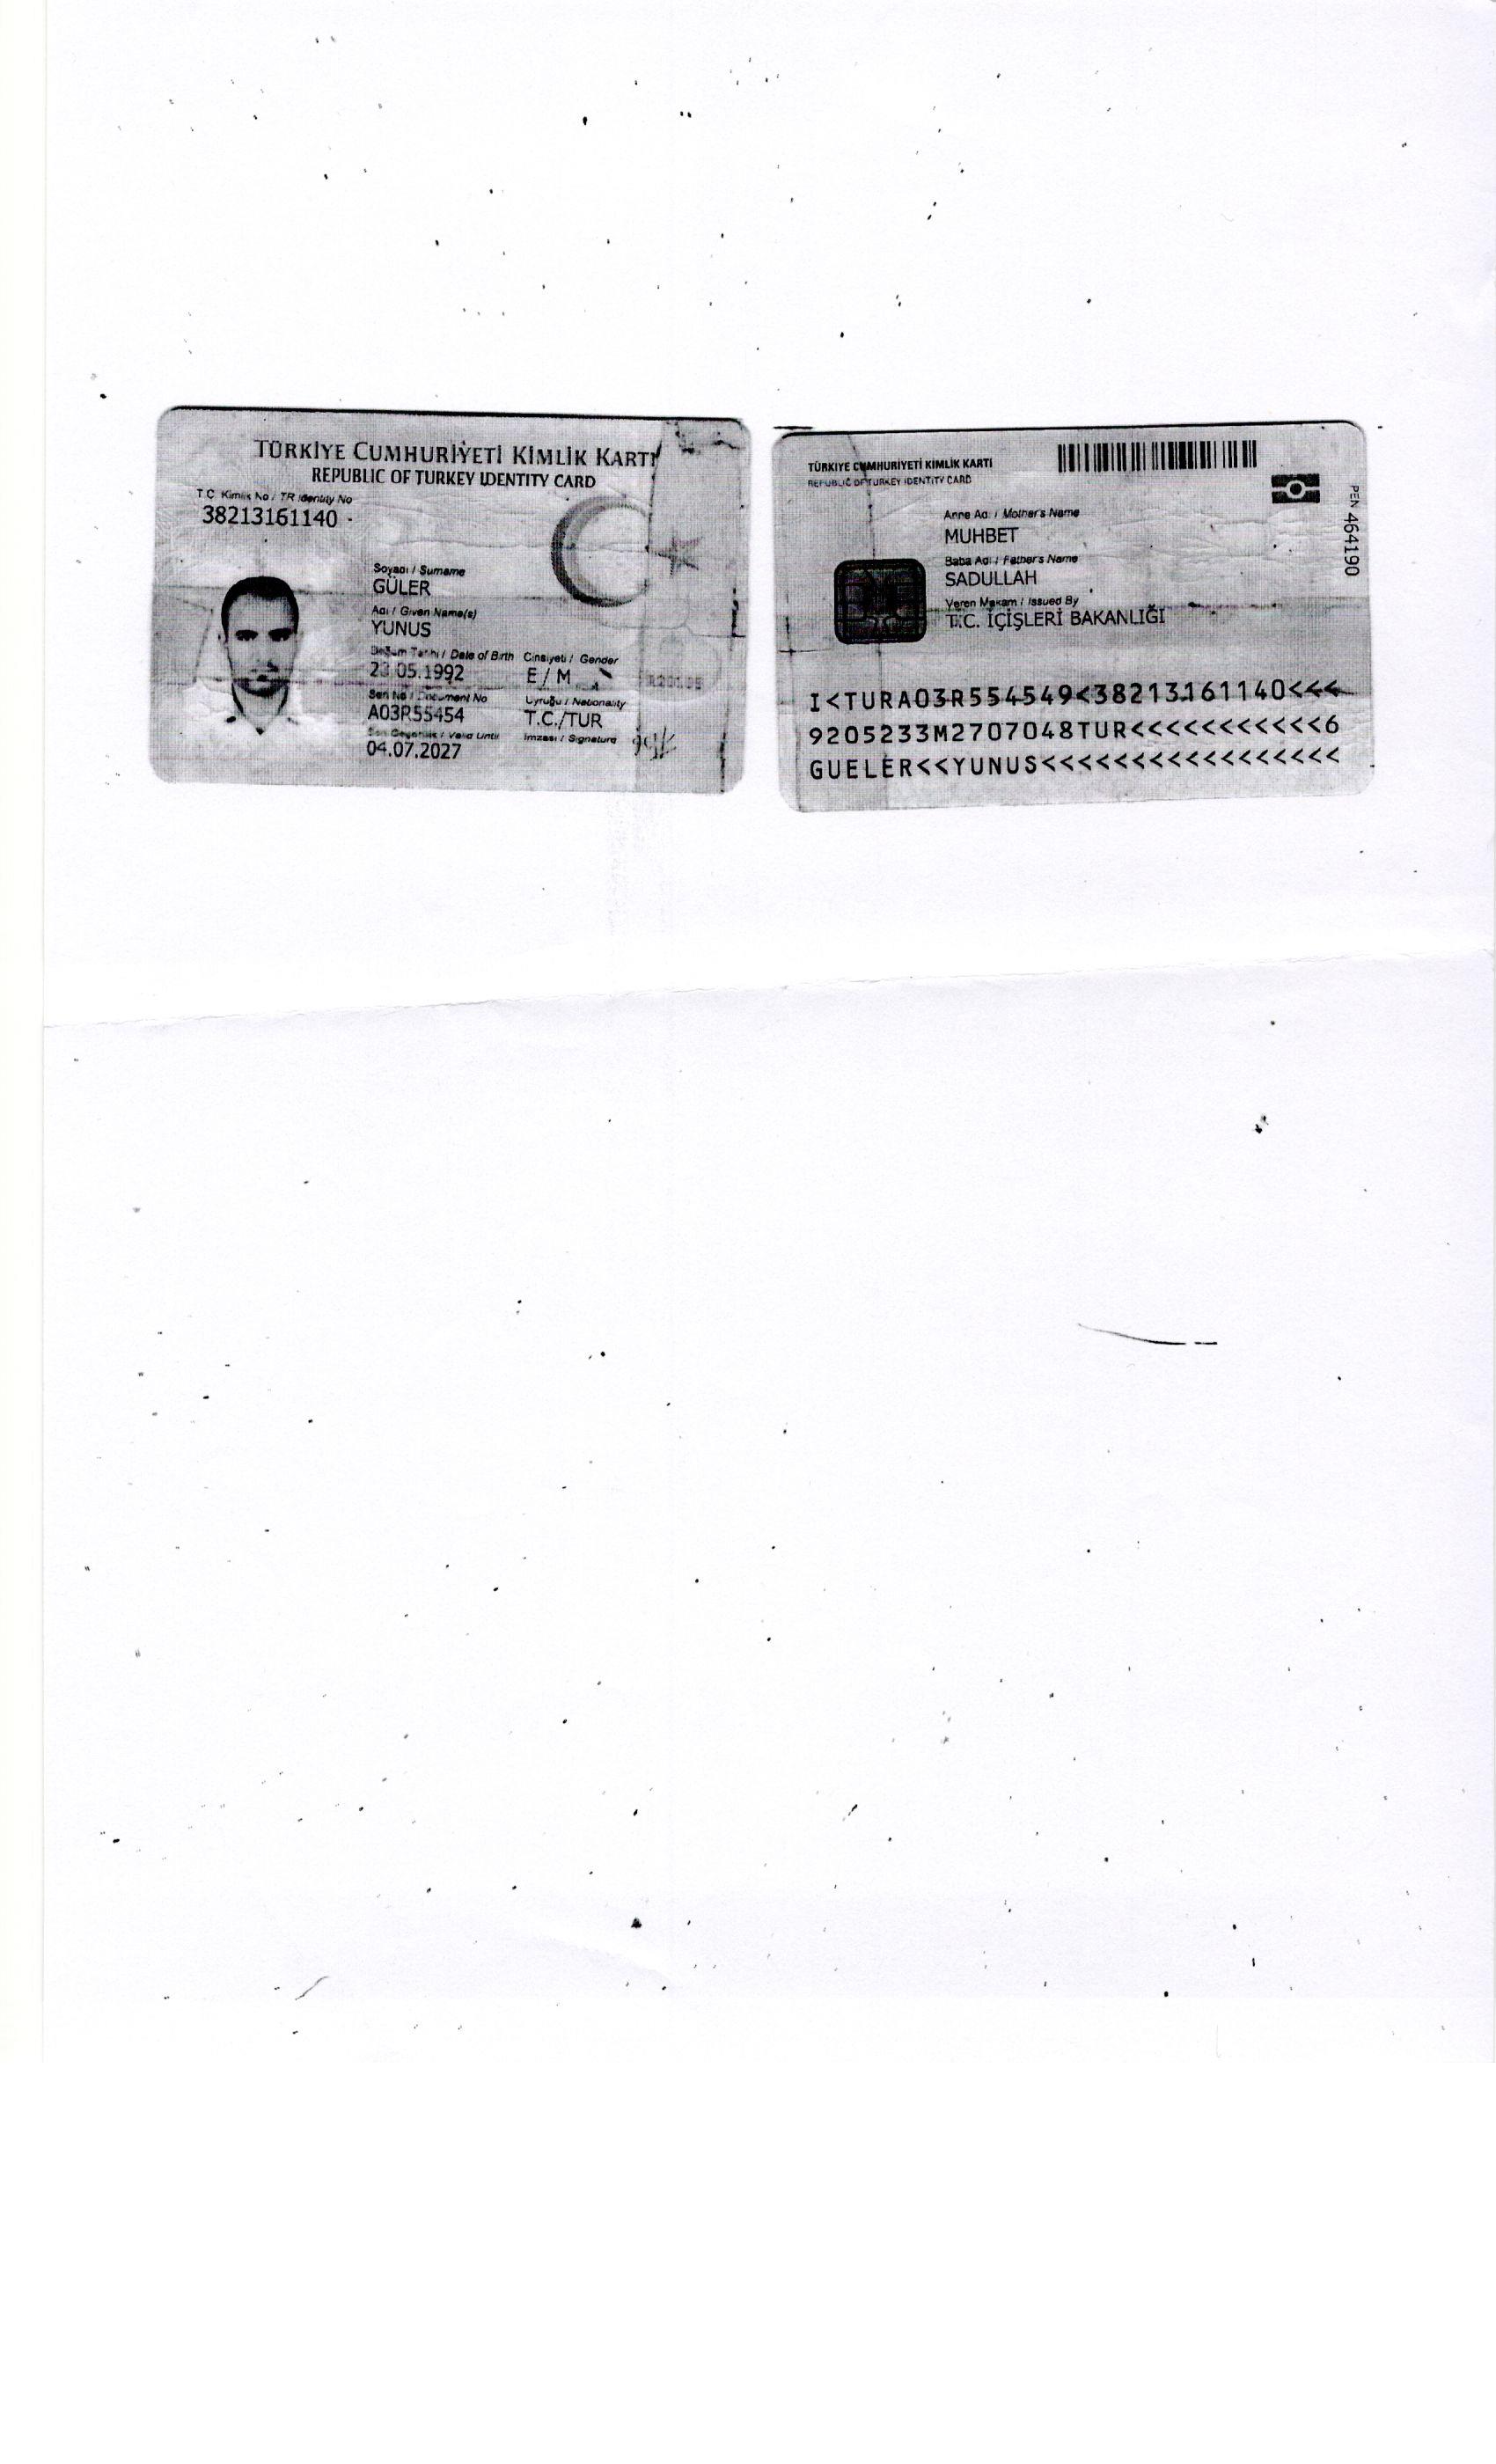 TÜRKİYE CUMHURİYETİ KİMLİK KARTI
REPUBLIC OF TURKEY IDENTITY CARD
T.C. Kimlik No / TR Identity No
38213161140
Soyadı / Surname
GÜLER
Adı / Given Name(s)
YUNUS
Doğum Tarihi / Date of Birth Cinsiyeti / Gender
23.05.1992 E / M
Seri No / Document No Uyruğu / Nationality
A03R55454 T.C./TUR
Son Geçerlilik / Valid Until İmzası / Signature
04.07.2027
TÜRKİYE CUMHURİYETİ KİMLİK KARTI
REPUBLIC OF TURKEY IDENTITY CARD
Anne Adı / Mother's Name
MUHBET
Baba Adı / Father's Name
SADULLAH
Veren Makam / Issued By
T.C. İÇİŞLERİ BAKANLIĞI
PEN 464190
I<TURA03R554549<38213161140<<<
9205233M2707048TUR<<<<<<<<<<<6
GUELER<<YUNUS<<<<<<<<<<<<<<<<<